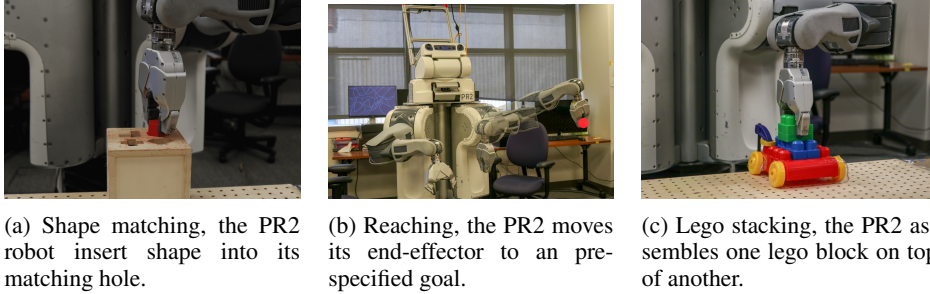 PR2
(a) Shape matching, the PR2
robot insert shape into its
matching hole.
(b) Reaching, the PR2 moves
its end-effector to an pre-
specified goal.
(c) Lego stacking, the PR2 as
sembles one lego block on top
of another.